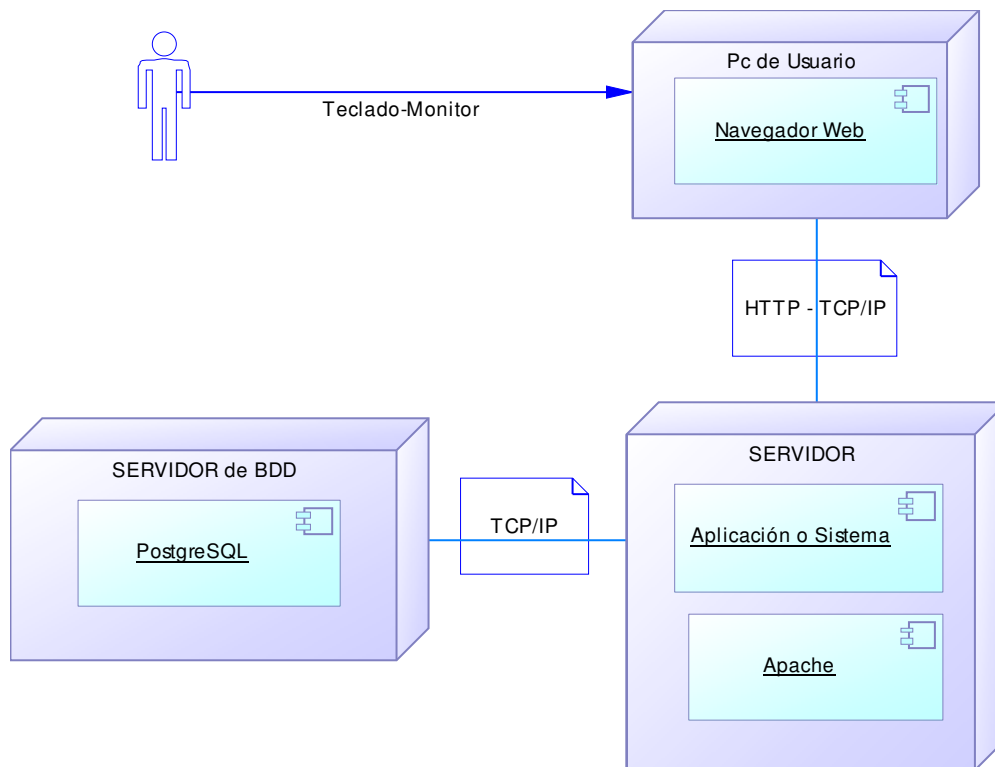 Pc de Usuario
Teclado-Monitor
Navegador Web
HTTP - TCP/IP
SERVIDOR de BDD
PostgreSQL
TCP/IP
SERVIDOR
Aplicación o Sistema
Apache